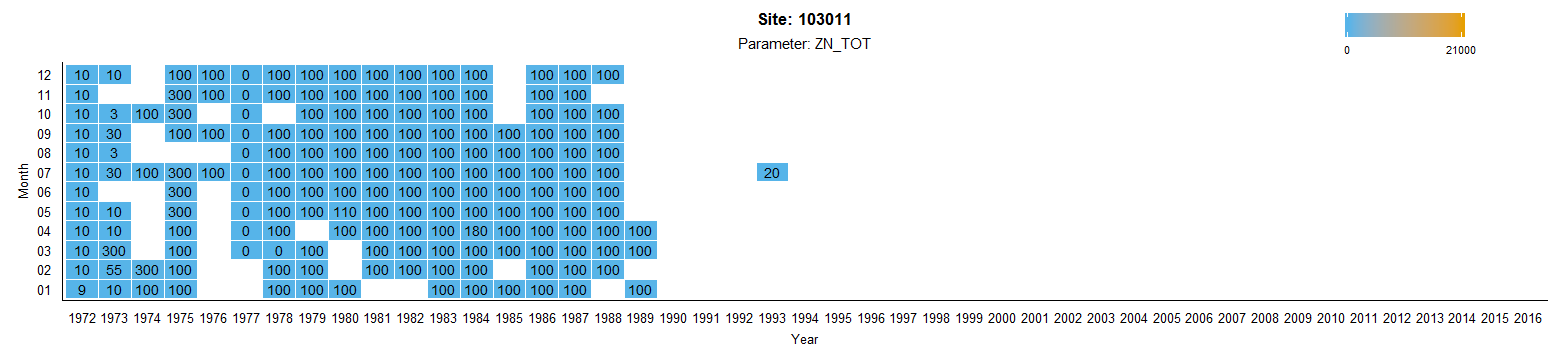 Site: 103011
Parameter: ZN_TOT
0 21000
12 10 10 100 100 0 100 100 100 100 100 100 100 100 100 100
11 10 300 100 0 100 100 100 100 100 100 100 100 100
10 10 3 100 300 0 100 100 100 100 100 100 100 100 100
09 10 30 100 100 0 100 100 100 100 100 100 100 100 100 100 100
08 10 3 0 100 100 100 100 100 100 100 100 100 100 100
07 10 30 100 300 100 0 100 100 100 100 100 100 100 100 100 100 100 20
06 10 300 0 100 100 100 100 100 100 100 100 100 100 100
05 10 10 300 0 100 100 110 100 100 100 100 100 100 100 100
04 10 10 100 0 100 100 100 100 100 180 100 100 100 100 100
03 10 300 100 0 0 100 100 100 100 100 100 100 100 100 100
02 10 55 300 100 100 100 100 100 100 100 100 100 100
01 9 10 100 100 100 100 100 100 100 100 100 100 100
Month
1972 1973 1974 1975 1976 1977 1978 1979 1980 1981 1982 1983 1984 1985 1986 1987 1988 1989 1990 1991 1992 1993 1994 1995 1996 1997 1998 1999 2000 2001 2002 2003 2004 2005 2006 2007 2008 2009 2010 2011 2012 2013 2014 2015 2016
Year